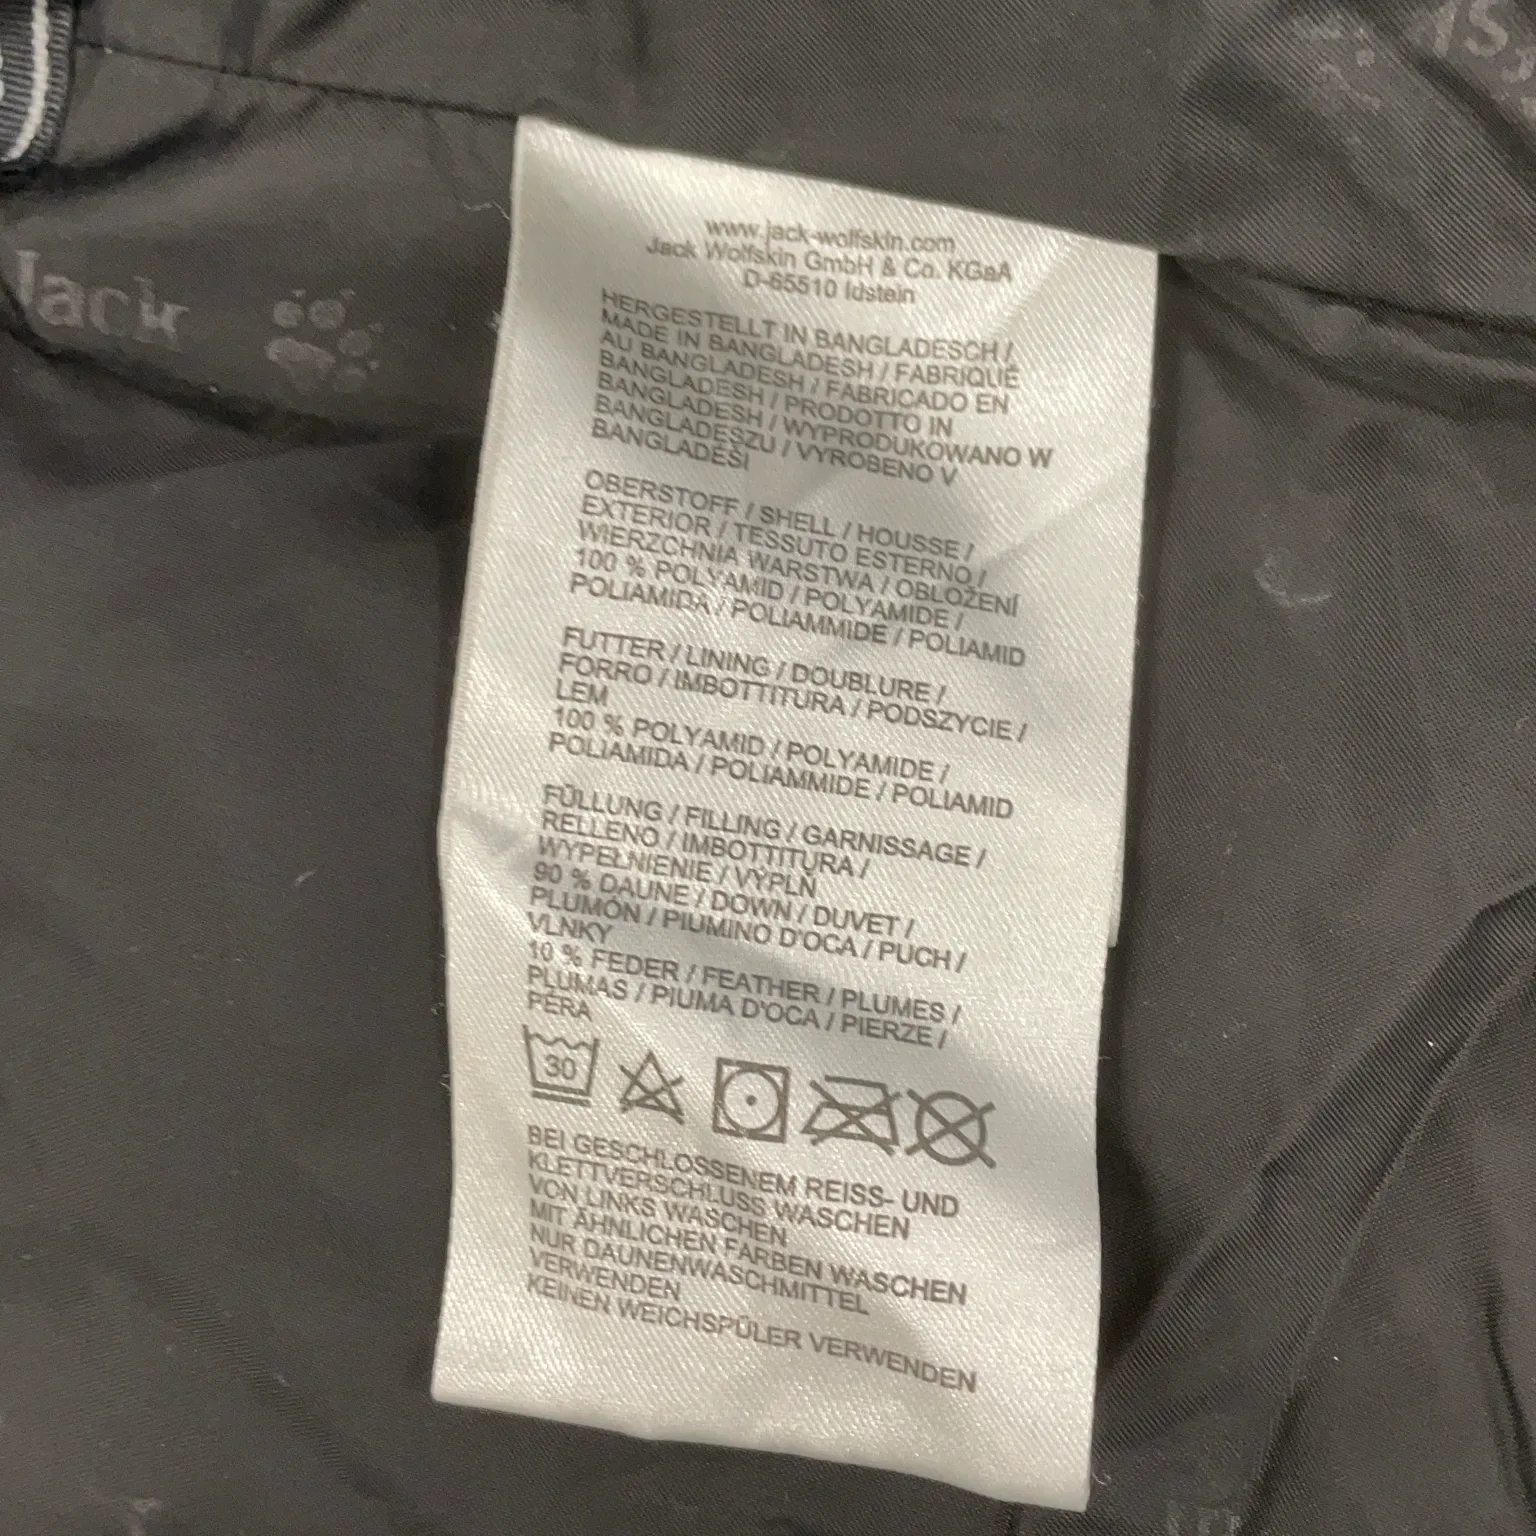 Jack
www.jack-wolfskin.com
Jack Wolfskin GmbH & Co. KGaA
D-65510 Idstein
HERGESTELLT IN BANGLADESCH /
MADE IN BANGLADESH / FABRIQUÉ
AU BANGLADESH / FABRICADO EN
BANGLADESH / PRODOTTO IN
BANGLADESH / WYPRODUKOWANO W
BANGLADESZU / VYROBENO V
BANGLADÉŠI
OBERSTOFF / SHELL / HOUSSE /
EXTERIOR / TESSUTO ESTERNO /
WIERZCHNIA WARSTWA / OBLOŽENÍ
100 % POLYAMID / POLYAMIDE /
POLIAMIDA / POLIAMMIDE / POLIAMID
FUTTER / LINING / DOUBLURE /
FORRO / IMBOTTITURA / PODSZYCIE /
LEM
100 % POLYAMID / POLYAMIDE /
POLIAMIDA / POLIAMMIDE / POLIAMID
FÜLLUNG / FILLING / GARNISSAGE /
RELLENO / IMBOTTITURA /
WYPEŁNIENIE / VÝPLŇ
90 % DAUNE / DOWN / DUVET /
PLUMÓN / PIUMINO D'OCA / PUCH /
VLNKY
10 % FEDER / FEATHER / PLUMES /
PLUMAS / PIUMA D'OCA / PIERZE /
PÉRA
30
BEI GESCHLOSSENEM REISS- UND
KLETTVERSCHLUSS WASCHEN
VON LINKS WASCHEN
MIT ÄHNLICHEN FARBEN WASCHEN
NUR DAUNENWASCHMITTEL
VERWENDEN
KEINEN WEICHSPÜLER VERWENDEN